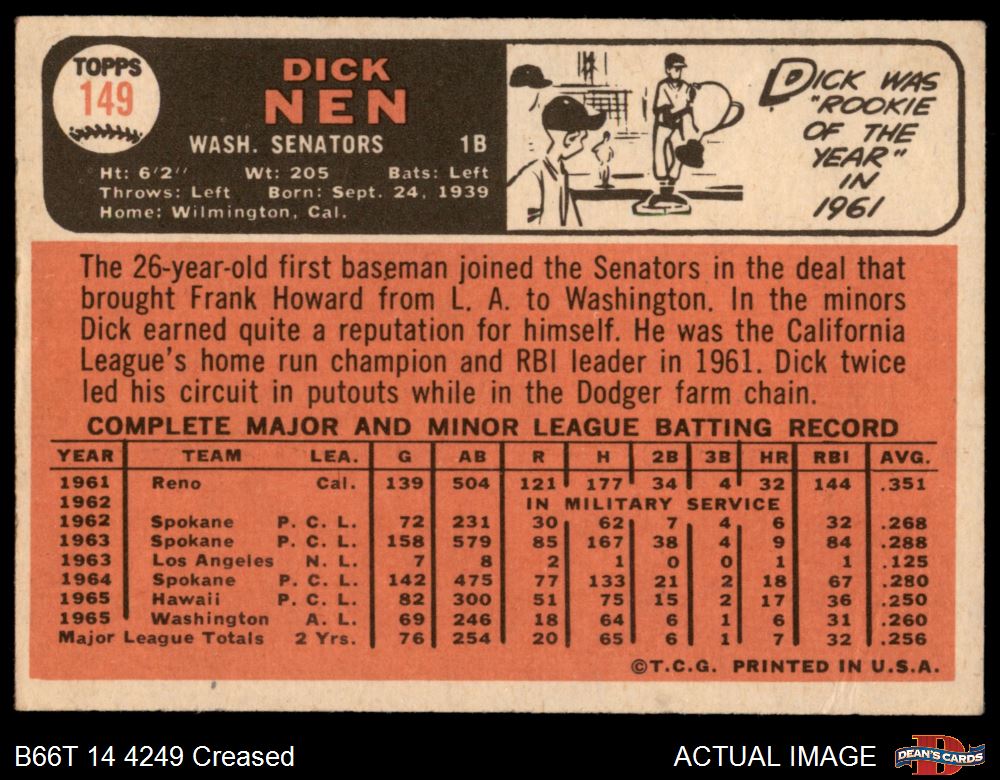 TOPPS
149
DICK
NEN
WASH. SENATORS 1B
Ht: 6'2" Wt: 205 Bats: Left
Throws: Left Born: Sept. 24, 1939
Home: Wilmington, Cal.
DICK WAS
"ROOKIE
OF THE
YEAR"
IN
1961
The 26-year-old first baseman joined the Senators in the deal that
brought Frank Howard from L. A. to Washington. In the minors
Dick earned quite a reputation for himself. He was the California
League's home run champion and RBI leader in 1961. Dick twice
led his circuit in putouts while in the Dodger farm chain.
COMPLETE MAJOR AND MINOR LEAGUE BATTING RECORD
YEAR TEAM LEA. G AB R H 2B 3B HR RBI AVG.
1961 Reno Cal. 139 504 121 177 34 4 32 144 .351
1962 IN MILITARY SERVICE
1962 Spokane P. C. L. 72 231 30 62 7 4 6 32 .268
1963 Spokane P. C. L. 158 579 85 167 38 4 9 84 .288
1963 Los Angeles N. L. 7 8 2 1 0 0 1 1 .125
1964 Spokane P. C. L. 142 475 77 133 21 2 18 67 .280
1965 Hawaii P. C. L. 82 300 51 75 15 2 17 36 .250
1965 Washington A. L. 69 246 18 64 6 1 6 31 .260
Major League Totals 2 Yrs. 76 254 20 65 6 1 7 32 .256
©T.C.G. PRINTED IN U.S.A.
B66T 14 4249 Creased
ACTUAL IMAGE
DEAN'S CARDS